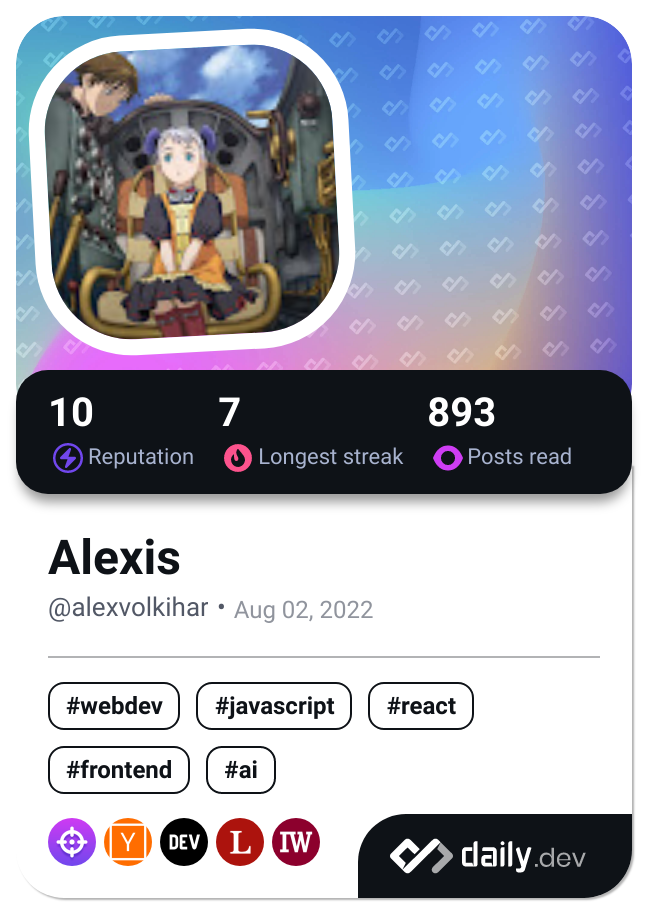 10 7 893
Reputation Longest streak Posts read
Alexis
@alexvolkihar • Aug 02, 2022
#webdev #javascript #react
#frontend #ai
Y DEV L IW daily.dev